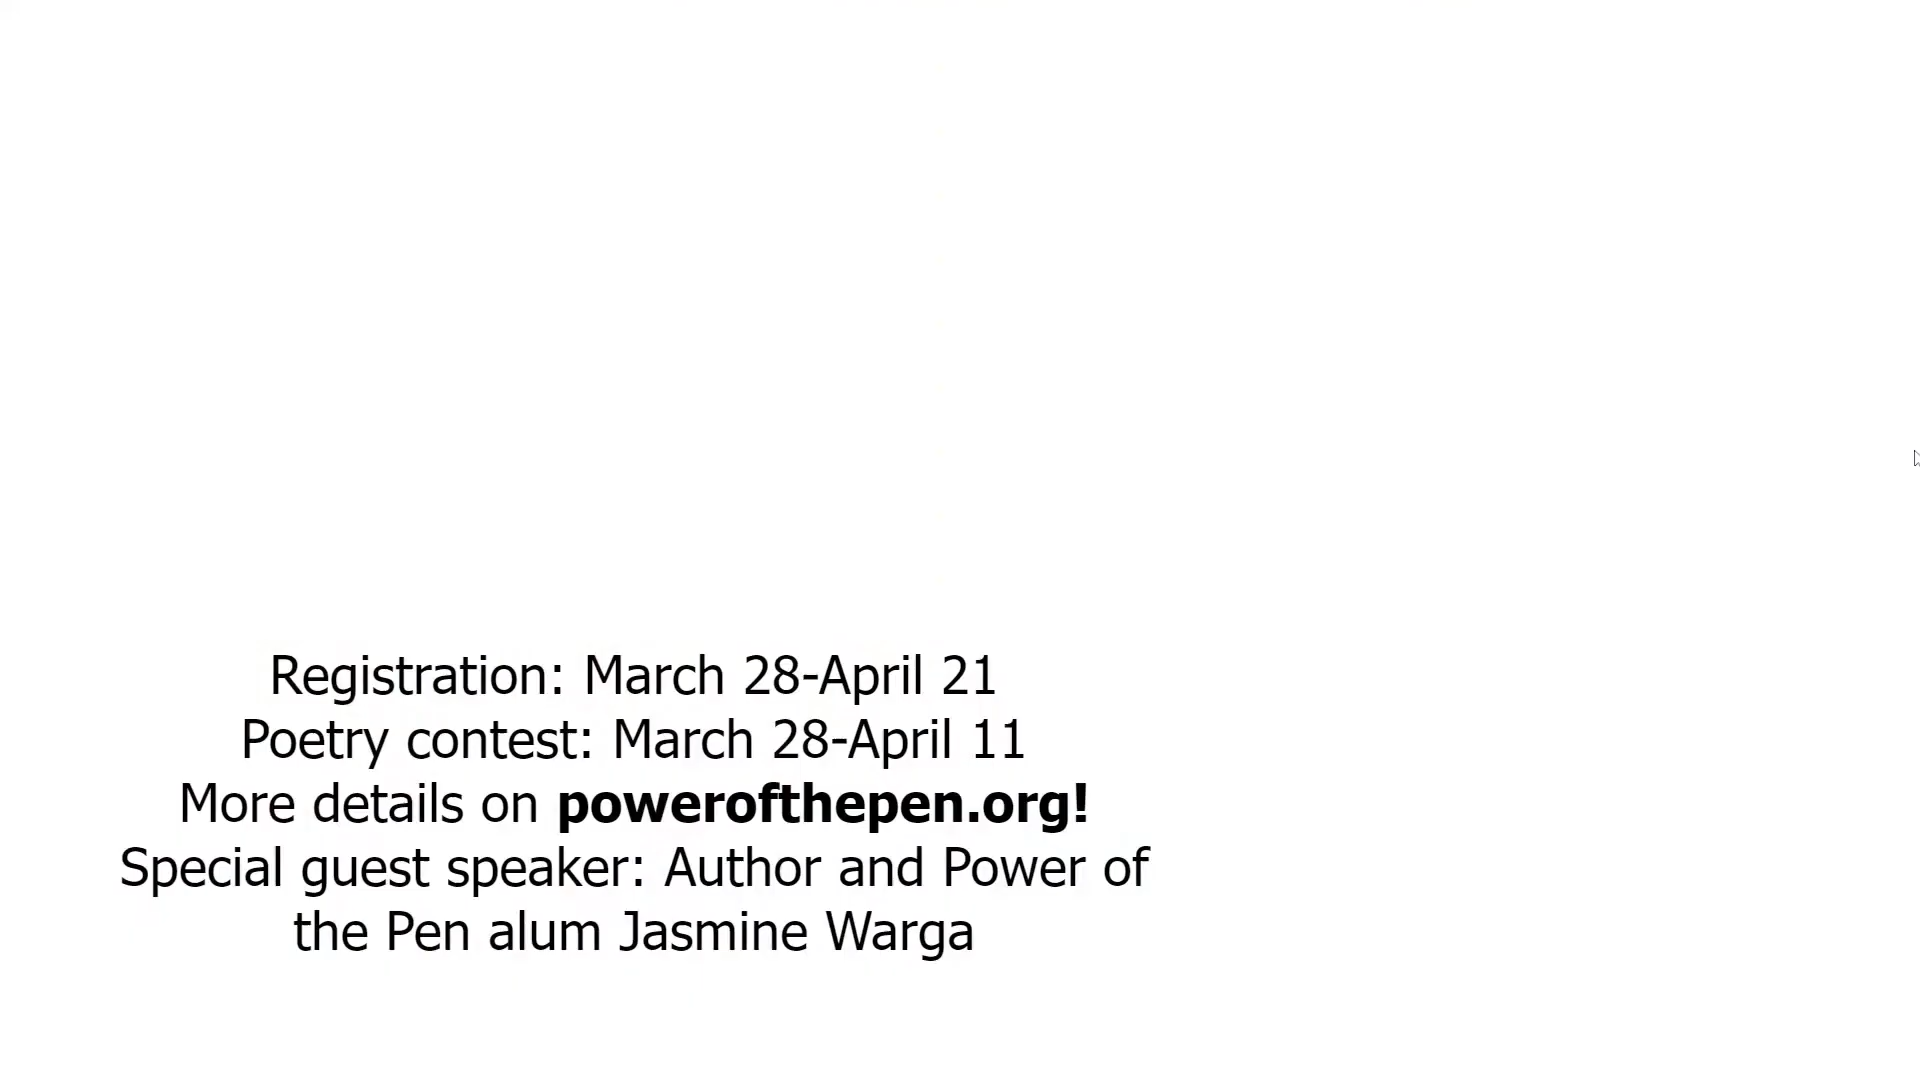 Registration: March 28-April 21
Poetry contest: March 28-April 11
More details on powerofthepen.org!
Special guest speaker: Author and Power of
the Pen alum Jasmine Warga